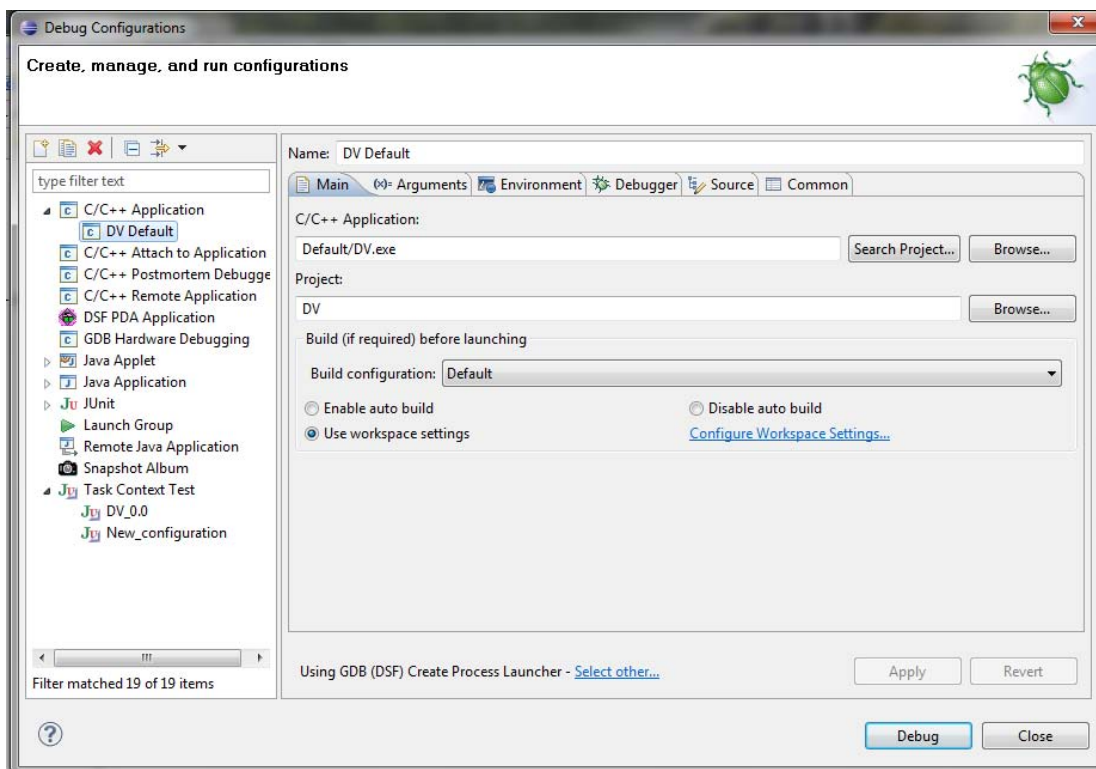 Debug Configurations
Create, manage, and run configurations
type filter text
C/C++ Application
DV Default
C/C++ Attach to Application
C/C++ Postmortem Debugge
C/C++ Remote Application
DSF PDA Application
GDB Hardware Debugging
Java Applet
Java Application
JUnit
Launch Group
Remote Java Application
Snapshot Album
Task Context Test
DV_0.0
New_configuration
Filter matched 19 of 19 items
Name: DV Default
Main (x)= Arguments Environment Debugger Source Common
C/C++ Application:
Default/DV.exe Search Project... Browse...
Project:
DV Browse...
Build (if required) before launching
Build configuration: Default
Enable auto build Disable auto build
Use workspace settings Configure Workspace Settings...
Using GDB (DSF) Create Process Launcher - Select other... Apply Revert
Debug Close